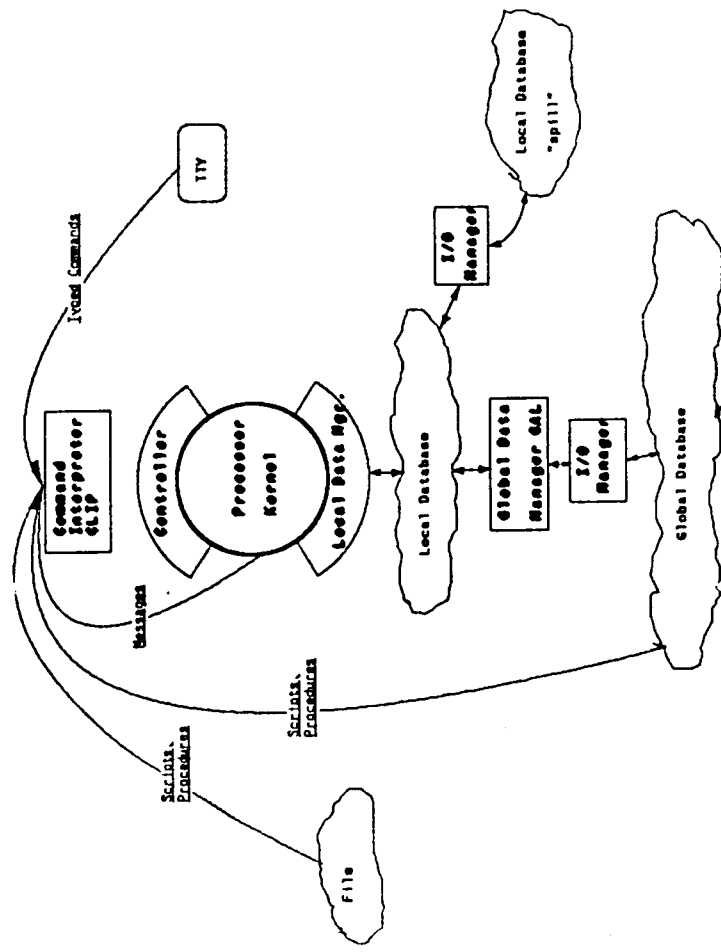 Typed Commands
TTY
Command
Interpreter
CLIP
Controller
Processor
Kernel
Local Data Mgr.
Messages
Scripts,
Procedures
Scripts,
Procedures
File
Local Database
Local Database
"spill"
I/O
Manager
Global Data
Manager GAL
I/O
Manager
Global Database